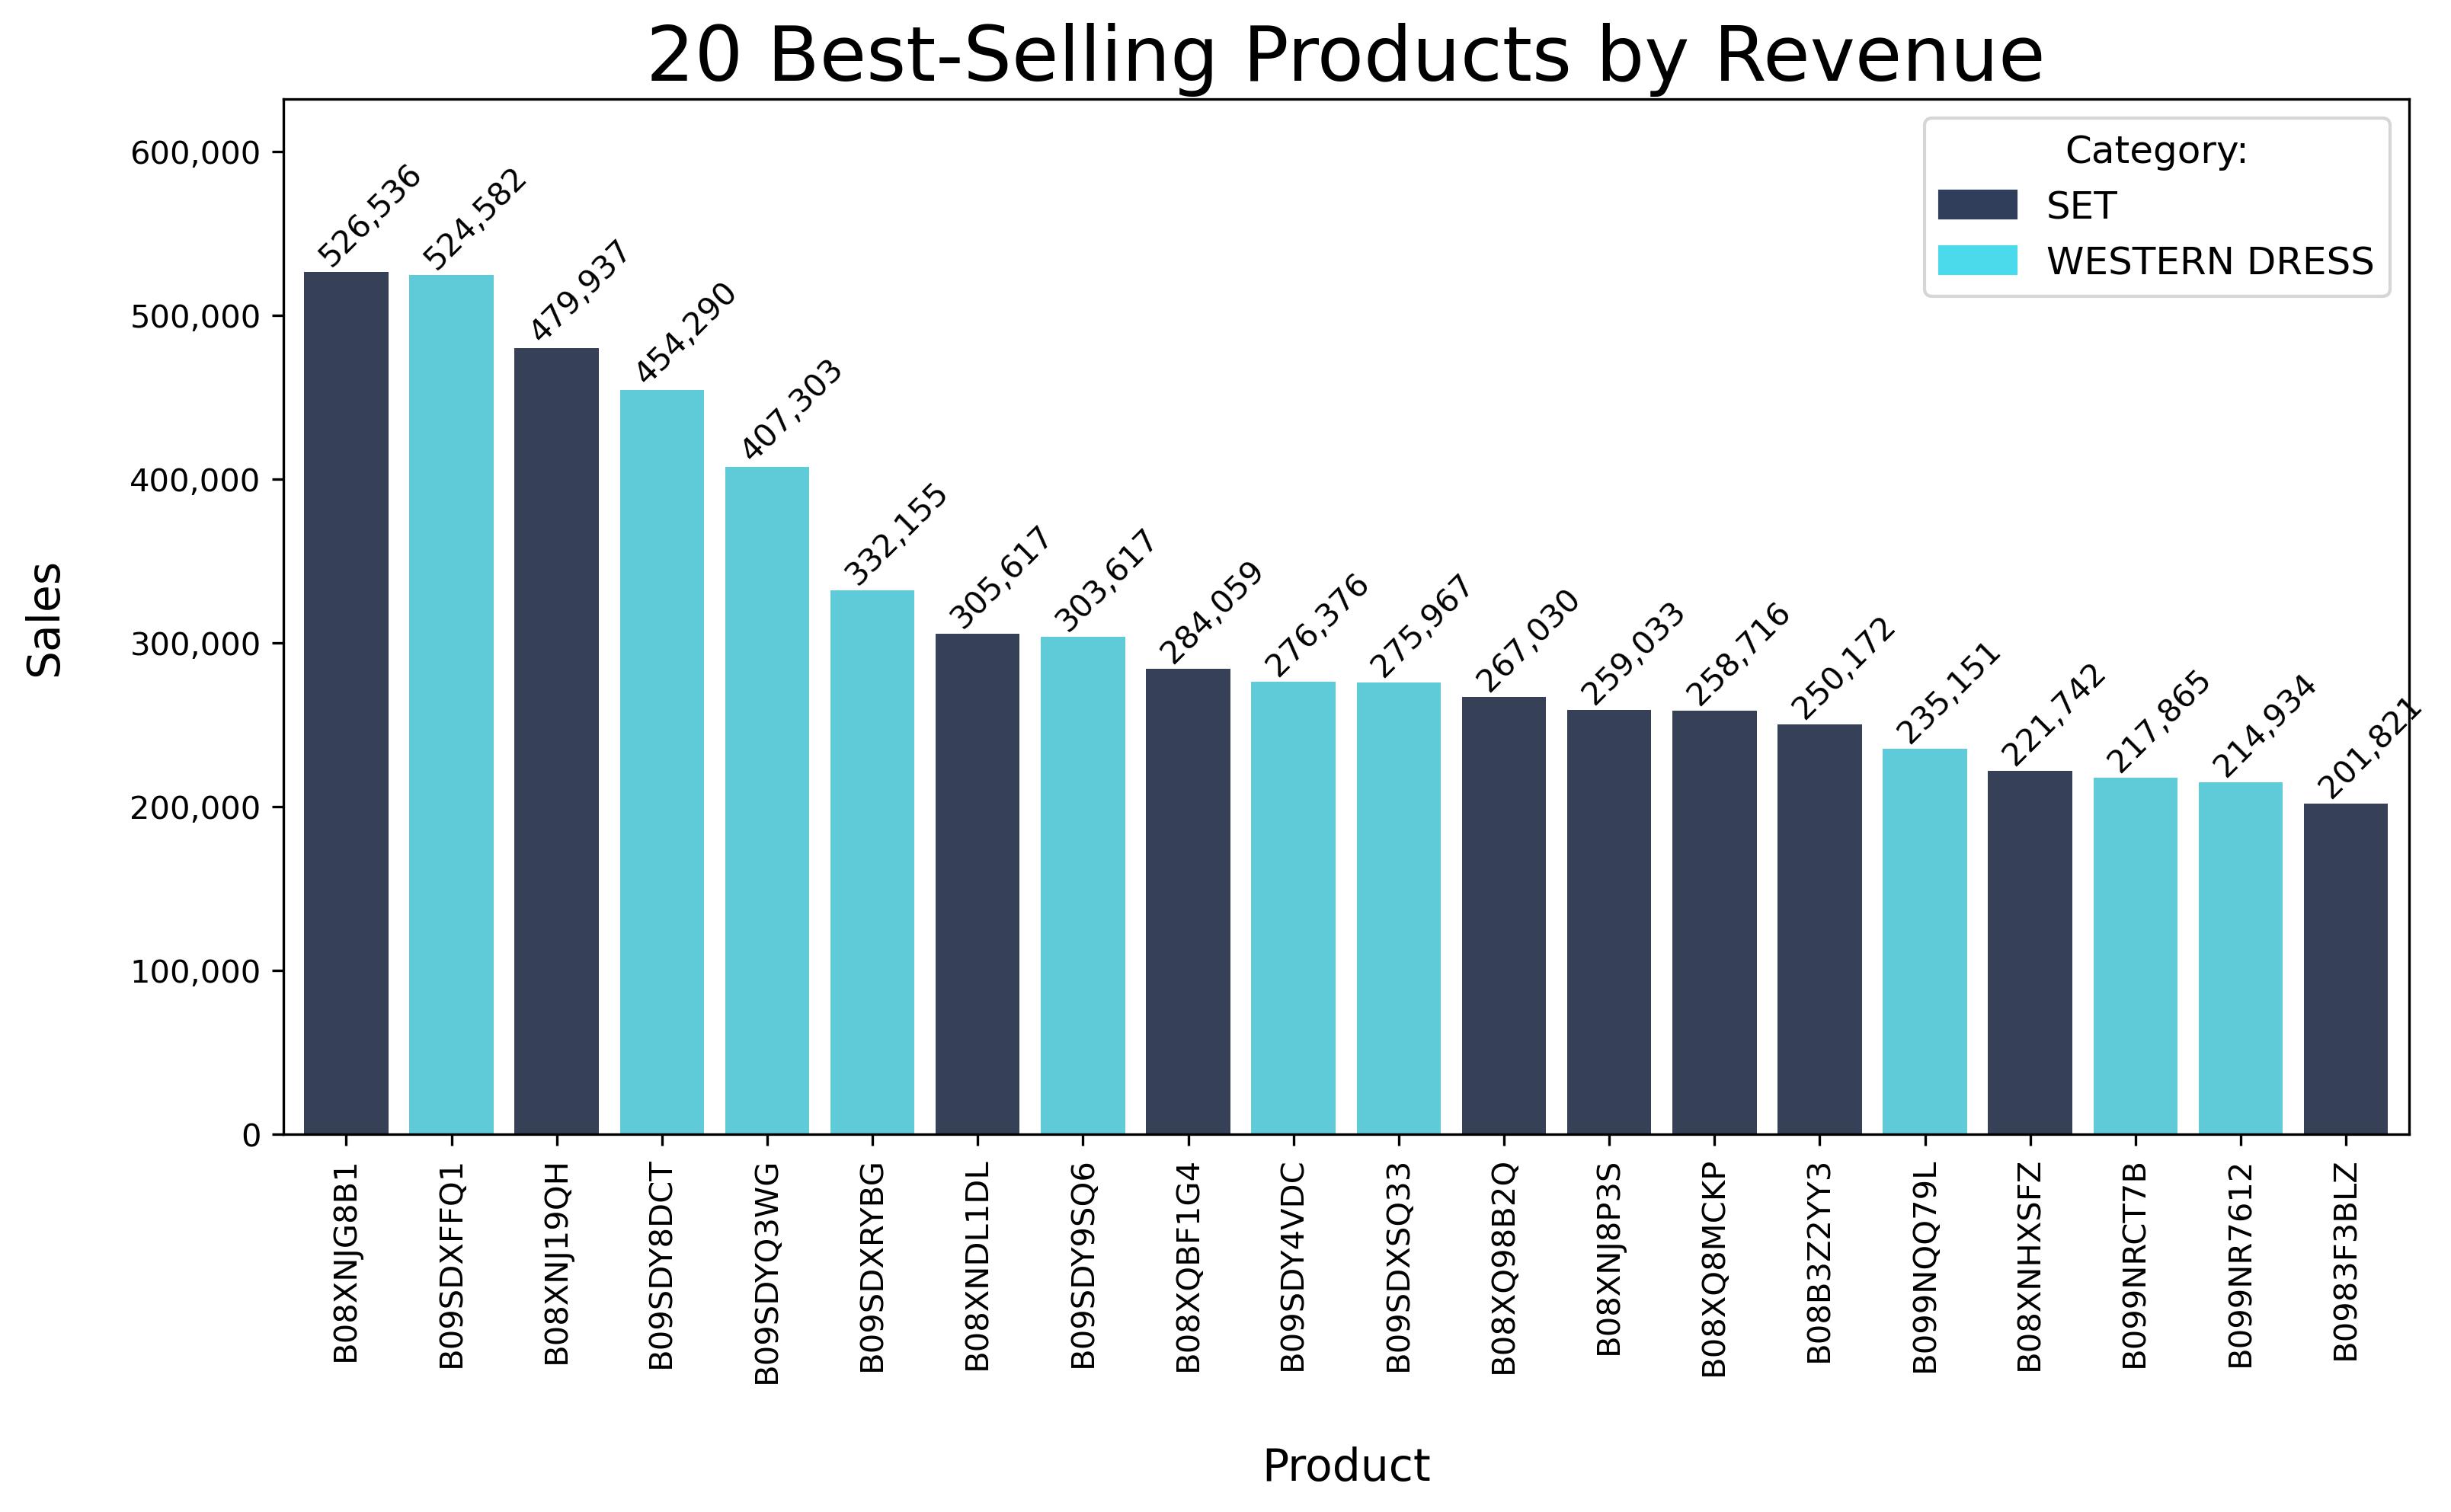 20 Best-Selling Products by Revenue
Category:
SET
WESTERN DRESS
Sales
600,000
500,000
400,000
300,000
200,000
100,000
0
526,536
524,582
479,937
454,290
407,303
332,155
305,617
303,617
284,059
276,376
275,967
267,030
259,033
258,716
250,172
235,151
221,742
217,865
214,934
201,821
B08XNJG8B1
B09SDXFFQ1
B08XNJ19QH
B09SDY8DCT
B09SDYQ3WG
B09SDXRYBG
B08XNDL1DL
B09SDY9SQ6
B08XQBF1G4
B09SDY4VDC
B09SDXSQ33
B08XQ98B2Q
B08XNJ8P3S
B08XQ8MCKP
B08B3Z2YY3
B099NQQ79L
B08XNHXSFZ
B099NRCT7B
B099NR7612
B0983F3BLZ
Product